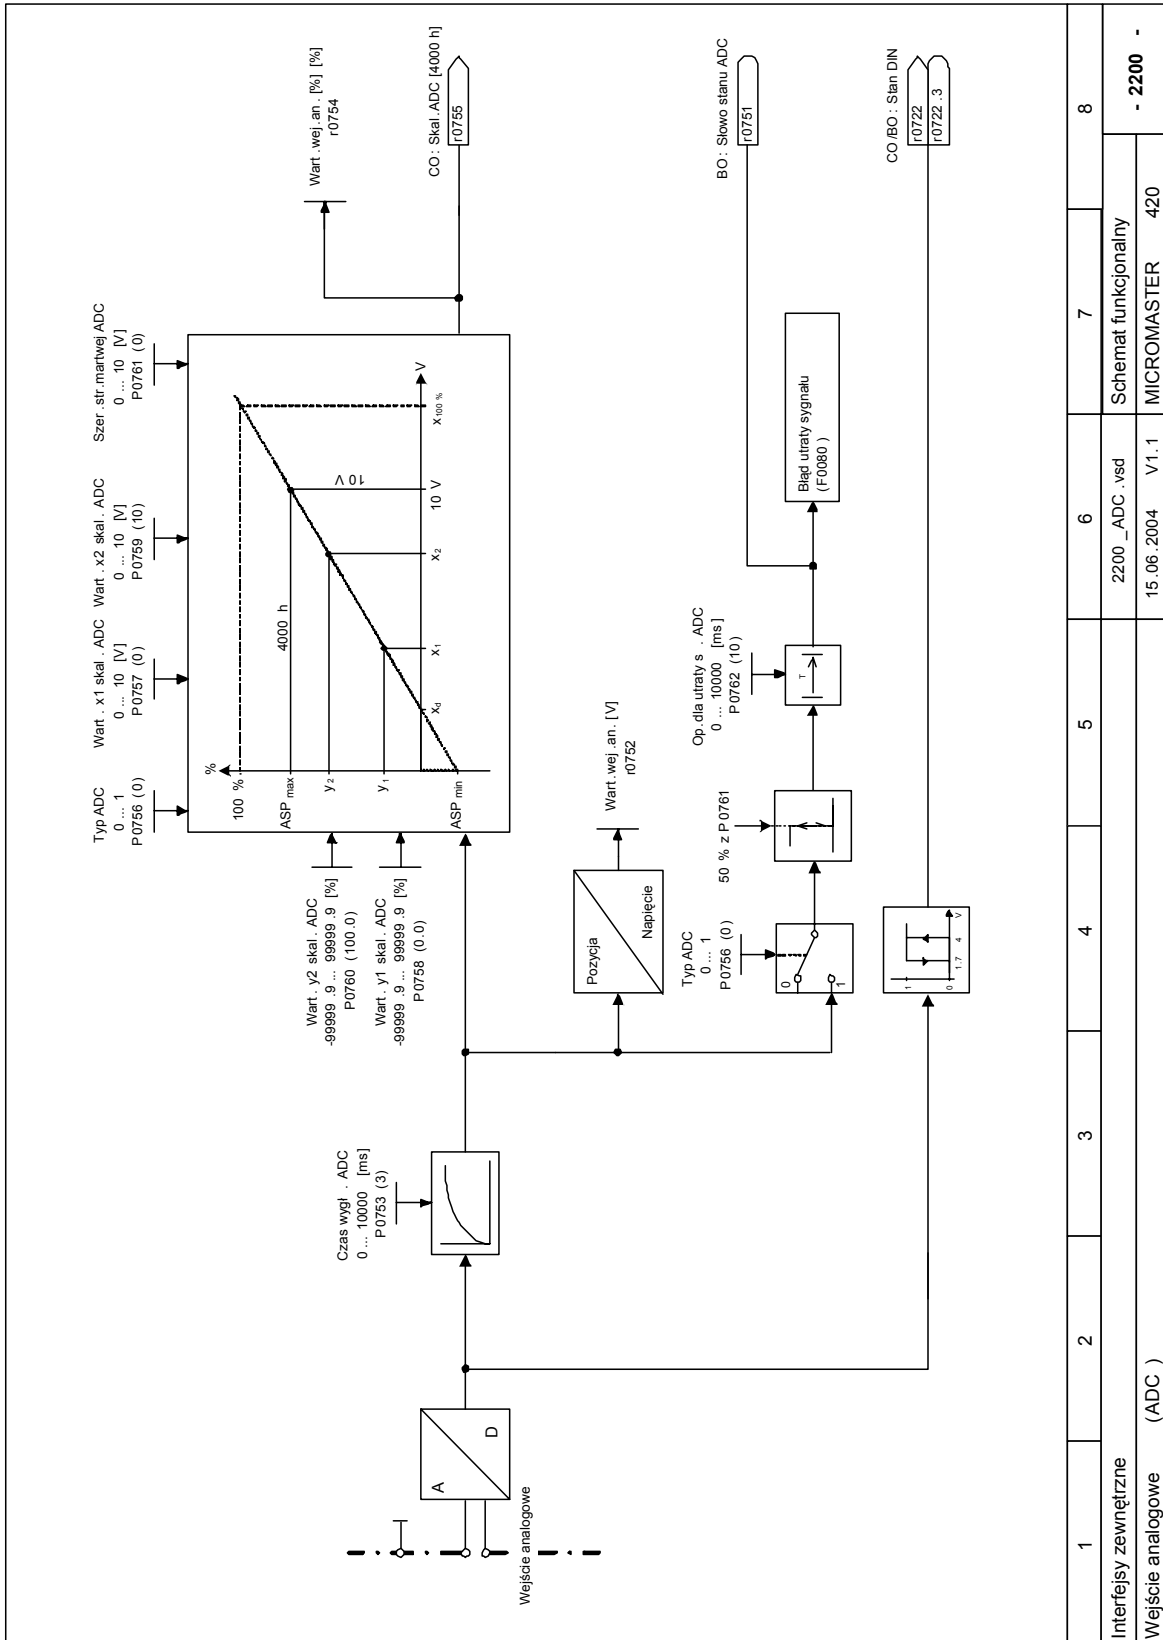 Typ ADC
0 ... 1
P0756 (0)
Wart . x1 skal . ADC
0 ... 10 [V]
P0757 (0)
Wart . x2 skal . ADC
0 ... 10 [V]
P0759 (10)
Szer .str.martwej ADC
0 ... 10 [V]
P0761 (0)
Wart . y2 skal . ADC
-99999 .9 ... 99999 .9 [%]
P0760 (100.0)
Wart . y1 skal . ADC
-99999 .9 ... 99999 .9 [%]
P0758 (0.0)
%
100 %
ASP max
y2
y1
ASP min
4000 h
10 V
xd
x1
x2
10 V
x100 %
V
Wart .wej .an . [%] [%]
r0754
CO : Skal. ADC [4000 h]
r0755
Czas wygł . ADC
0 ... 10000 [ms]
P0753 (3)
A
D
Wejście analogowe
Pozycja
Napięcie
Wart .wej .an. [V]
r0752
Typ ADC
0 ... 1
P0756 (0)
0
1
50 % z P0761
Op. dla utraty s . ADC
0 ... 10000 [ms]
P0762 (10)
T
Błąd utraty sygnału
(F0080 )
BO : Słowo stanu ADC
r0751
1
0
1.7
4
V
CO /BO : Stan DIN
r0722
r0722 .3
1
2
3
4
5
6
7
8
Interfejsy zewnętrzne
2200 _ADC .vsd
Schemat funkcjonalny
- 2200 -
Wejście analogowe (ADC )
15 .06 .2004 V1. 1
MICROMASTER 420